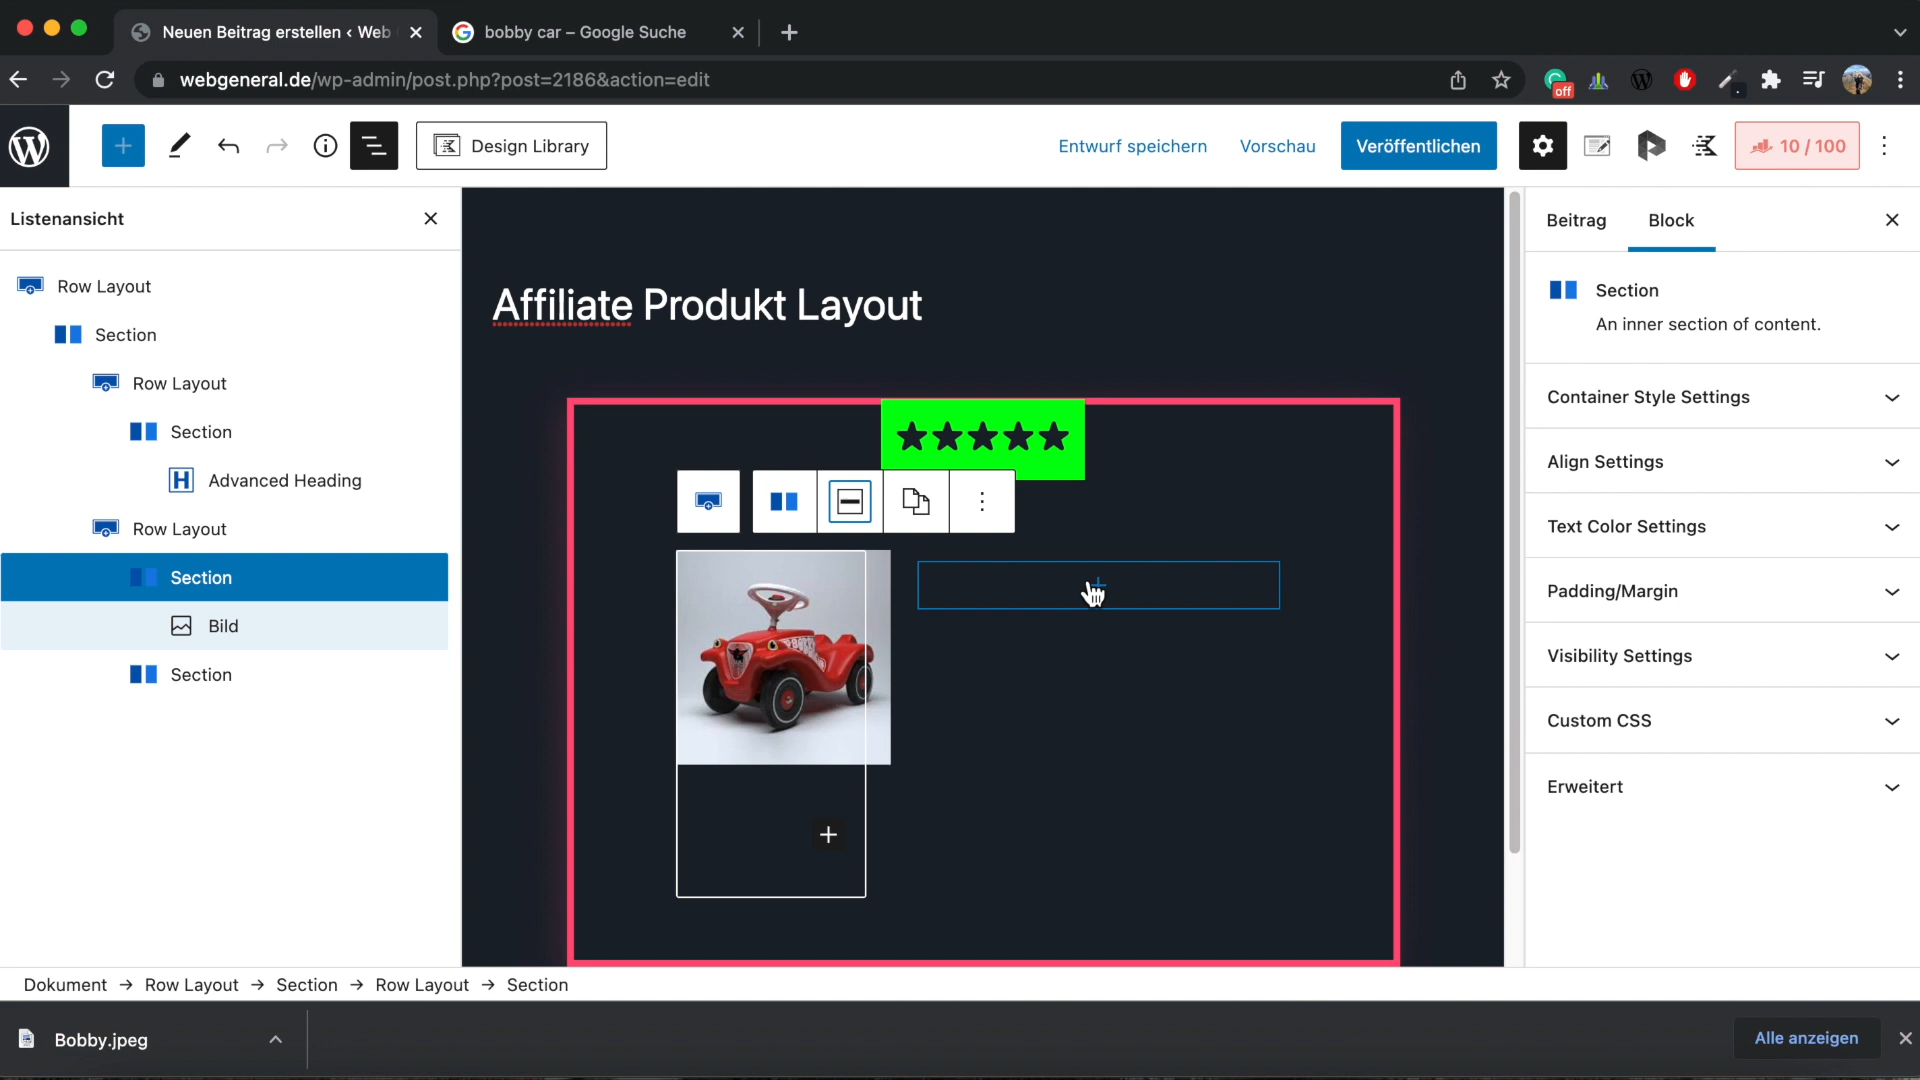 Neuen Beitrag erstellen ‹ Web
bobby car – Google Suche
webgeneral.de/wp-admin/post.php?post=2186&action=edit
off
Design Library
Entwurf speichern
Vorschau
Veröffentlichen
10 / 100
Listenansicht
Beitrag
Block
Row Layout
Section
Row Layout
Section
Advanced Heading
Row Layout
Section
Bild
Section
Affiliate Produkt Layout
★★★★★
Section
An inner section of content.
Container Style Settings
Align Settings
Text Color Settings
Padding/Margin
Visibility Settings
Custom CSS
Erweitert
Dokument → Row Layout → Section → Row Layout → Section
Bobby.jpeg
Alle anzeigen